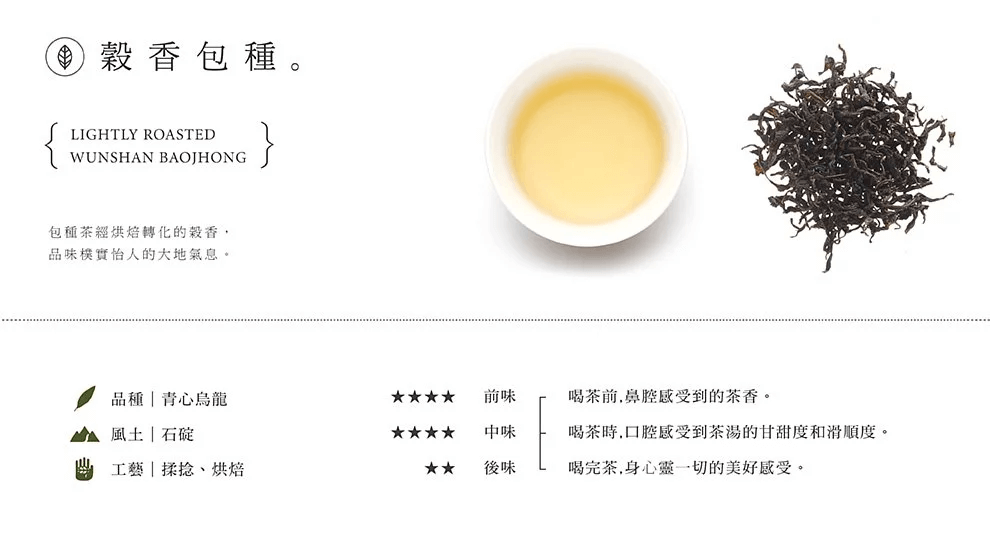 穀香包種。
LIGHTLY ROASTED
WUNSHAN BAOJHONG
包種茶經烘焙轉化的穀香，
品味樸實怡人的大地氣息。
品種｜青心烏龍
風土｜石碇
工藝｜揉捻、烘焙
★★★★ 前味 喝茶前,鼻腔感受到的茶香。
★★★★ 中味 喝茶時,口腔感受到茶湯的甘甜度和滑順度。
★★ 後味 喝完茶,身心靈一切的美好感受。